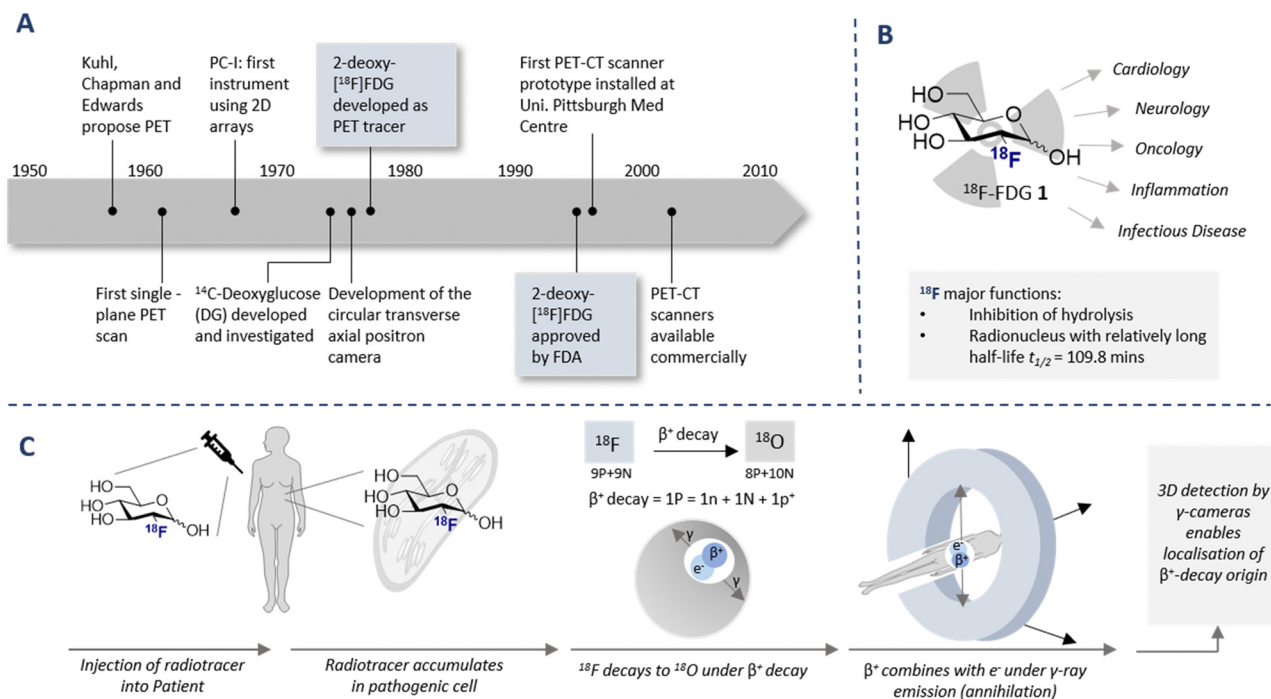 A
Kuhl,
Chapman and
Edwards
propose PET
PC-I: first
instrument
using 2D
arrays
2-deoxy-
[¹⁸F]FDG
developed as
PET tracer
First PET-CT scanner
prototype installed at
Uni. Pittsburgh Med
Centre
1950 1960 1970 1980 1990 2000 2010
First single -
plane PET
scan
¹⁴C-Deoxyglucose
(DG) developed
and investigated
Development of the
circular transverse
axial positron
camera
2-deoxy-
[¹⁸F]FDG
approved
by FDA
PET-CT
scanners
available
commercially
B
HO
HO
HO
O
¹⁸F
OH
¹⁸F-FDG 1
Cardiology
Neurology
Oncology
Inflammation
Infectious Disease
¹⁸F major functions:
• Inhibition of hydrolysis
• Radionucleus with relatively long
half-life t1/2 = 109.8 mins
C
HO
HO
HO
O
¹⁸F
OH
Injection of radiotracer
into Patient
HO
HO
HO
O
¹⁸F
OH
Radiotracer accumulates
in pathogenic cell
¹⁸F β⁺ decay ¹⁸O
9P+9N 8P+10N
β⁺ decay = 1P = 1n + 1N + 1p⁺
γ
β⁺
e⁻
γ
¹⁸F decays to ¹⁸O under β⁺ decay
e⁻
β⁺
β⁺ combines with e⁻ under γ-ray
emission (annihilation)
3D detection by
γ-cameras
enables
localisation of
β⁺-decay origin